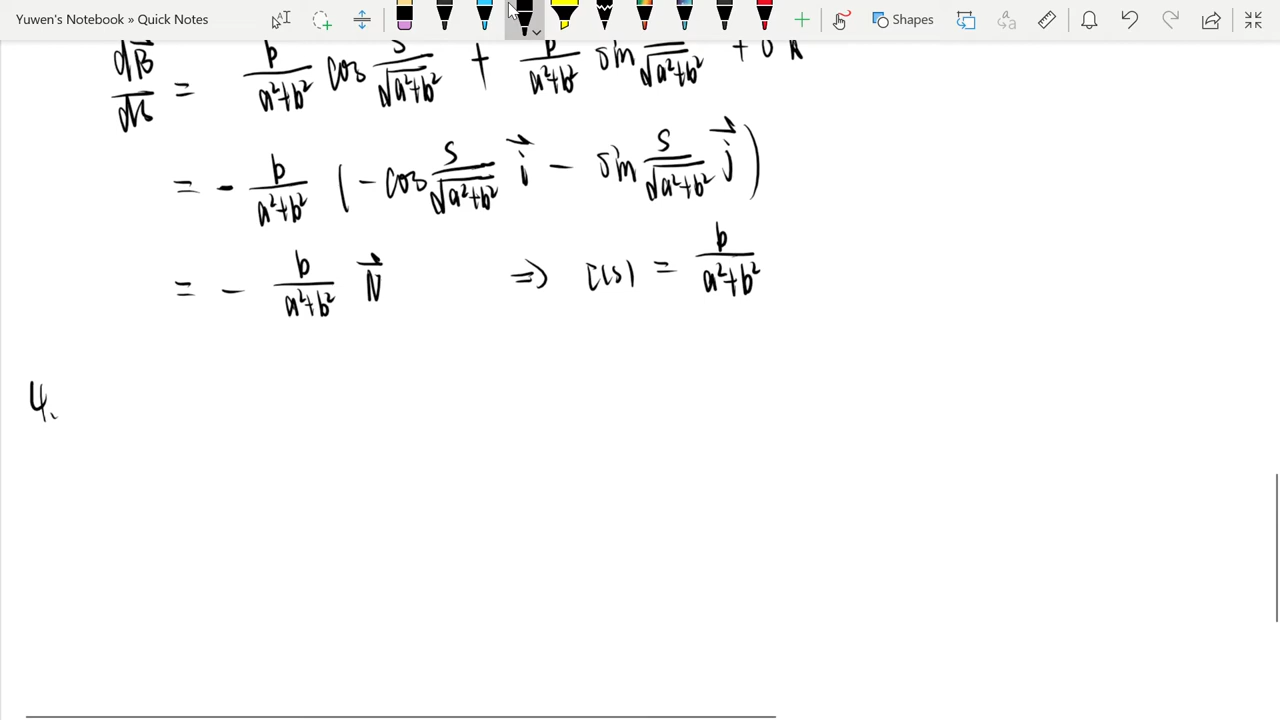 Yuwen's Notebook » Quick Notes
Shapes
dB⃗/ds = b/(a²+b²) cos s/√(a²+b²) + b/(a²+b²) sin s/√(a²+b²) + 0
= - b/(a²+b²) (- cos s/√(a²+b²) i⃗ - sin s/√(a²+b²) j⃗)
= - b/(a²+b²) N⃗ ⇒ τ(s) = b/(a²+b²)
4.